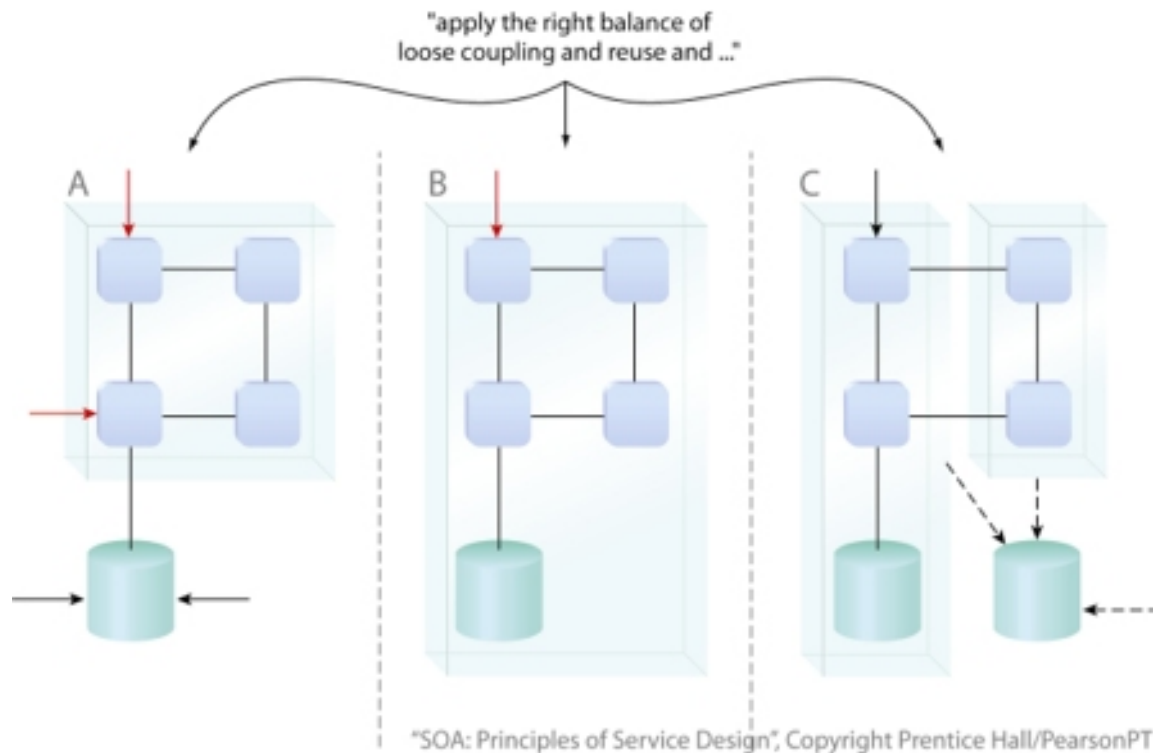 "apply the right balance of
loose coupling and reuse and ..."
A
B
C
"SOA: Principles of Service Design", Copyright Prentice Hall/PearsonPT